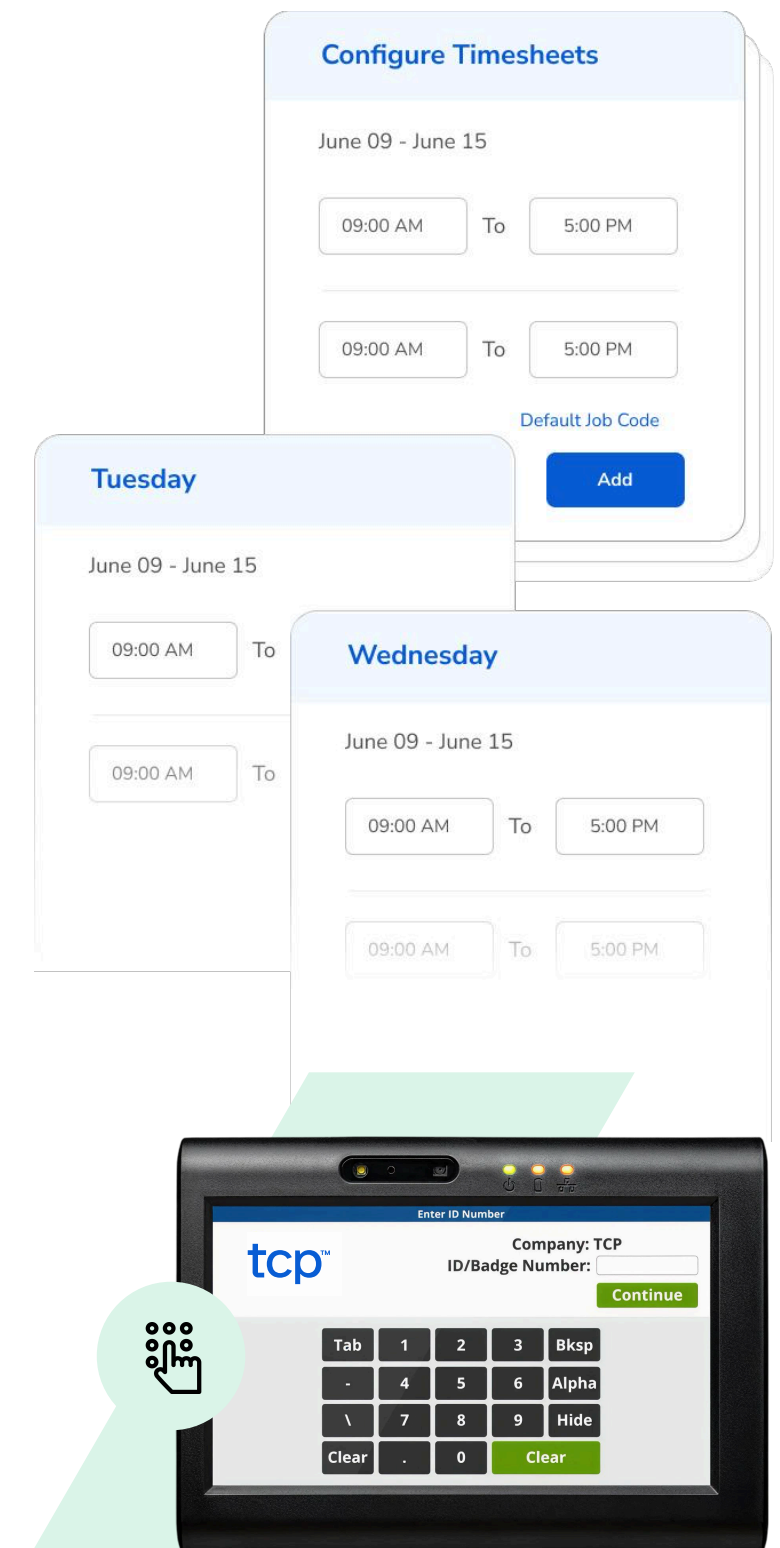 Configure Timesheets
June 09 - June 15
09:00 AM To 5:00 PM
09:00 AM To 5:00 PM
Default Job Code
Add
Tuesday
June 09 - June 15
09:00 AM To
09:00 AM To
Wednesday
June 09 - June 15
09:00 AM To 5:00 PM
09:00 AM To 5:00 PM
Enter ID Number
tcp™
Company: TCP
ID/Badge Number:
Continue
Tab 1 2 3 Bksp
- 4 5 6 Alpha
\ 7 8 9 Hide
Clear . 0 Clear